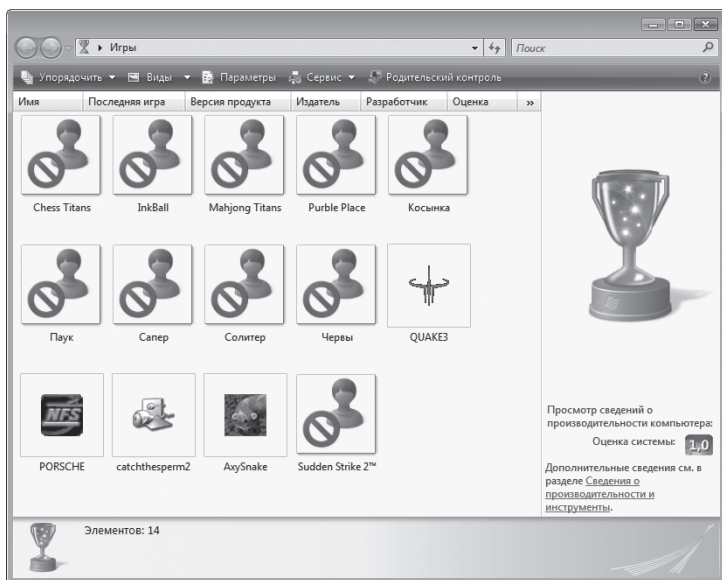 Игры
Поиск
Упорядочить Виды Параметры Сервис Родительский контроль
Имя Последняя игра Версия продукта Издатель Разработчик Оценка »
Chess Titans InkBall Mahjong Titans Purble Place Косынка
Паук Сапер Солитер Червы QUAKE3
NFS
PORSCHE catchthesperm2 AxySnake Sudden Strike 2™
Просмотр сведений о
производительности компьютера:
Оценка системы: 1,0
Дополнительные сведения см. в
разделе Сведения о
производительности и
инструменты.
Элементов: 14